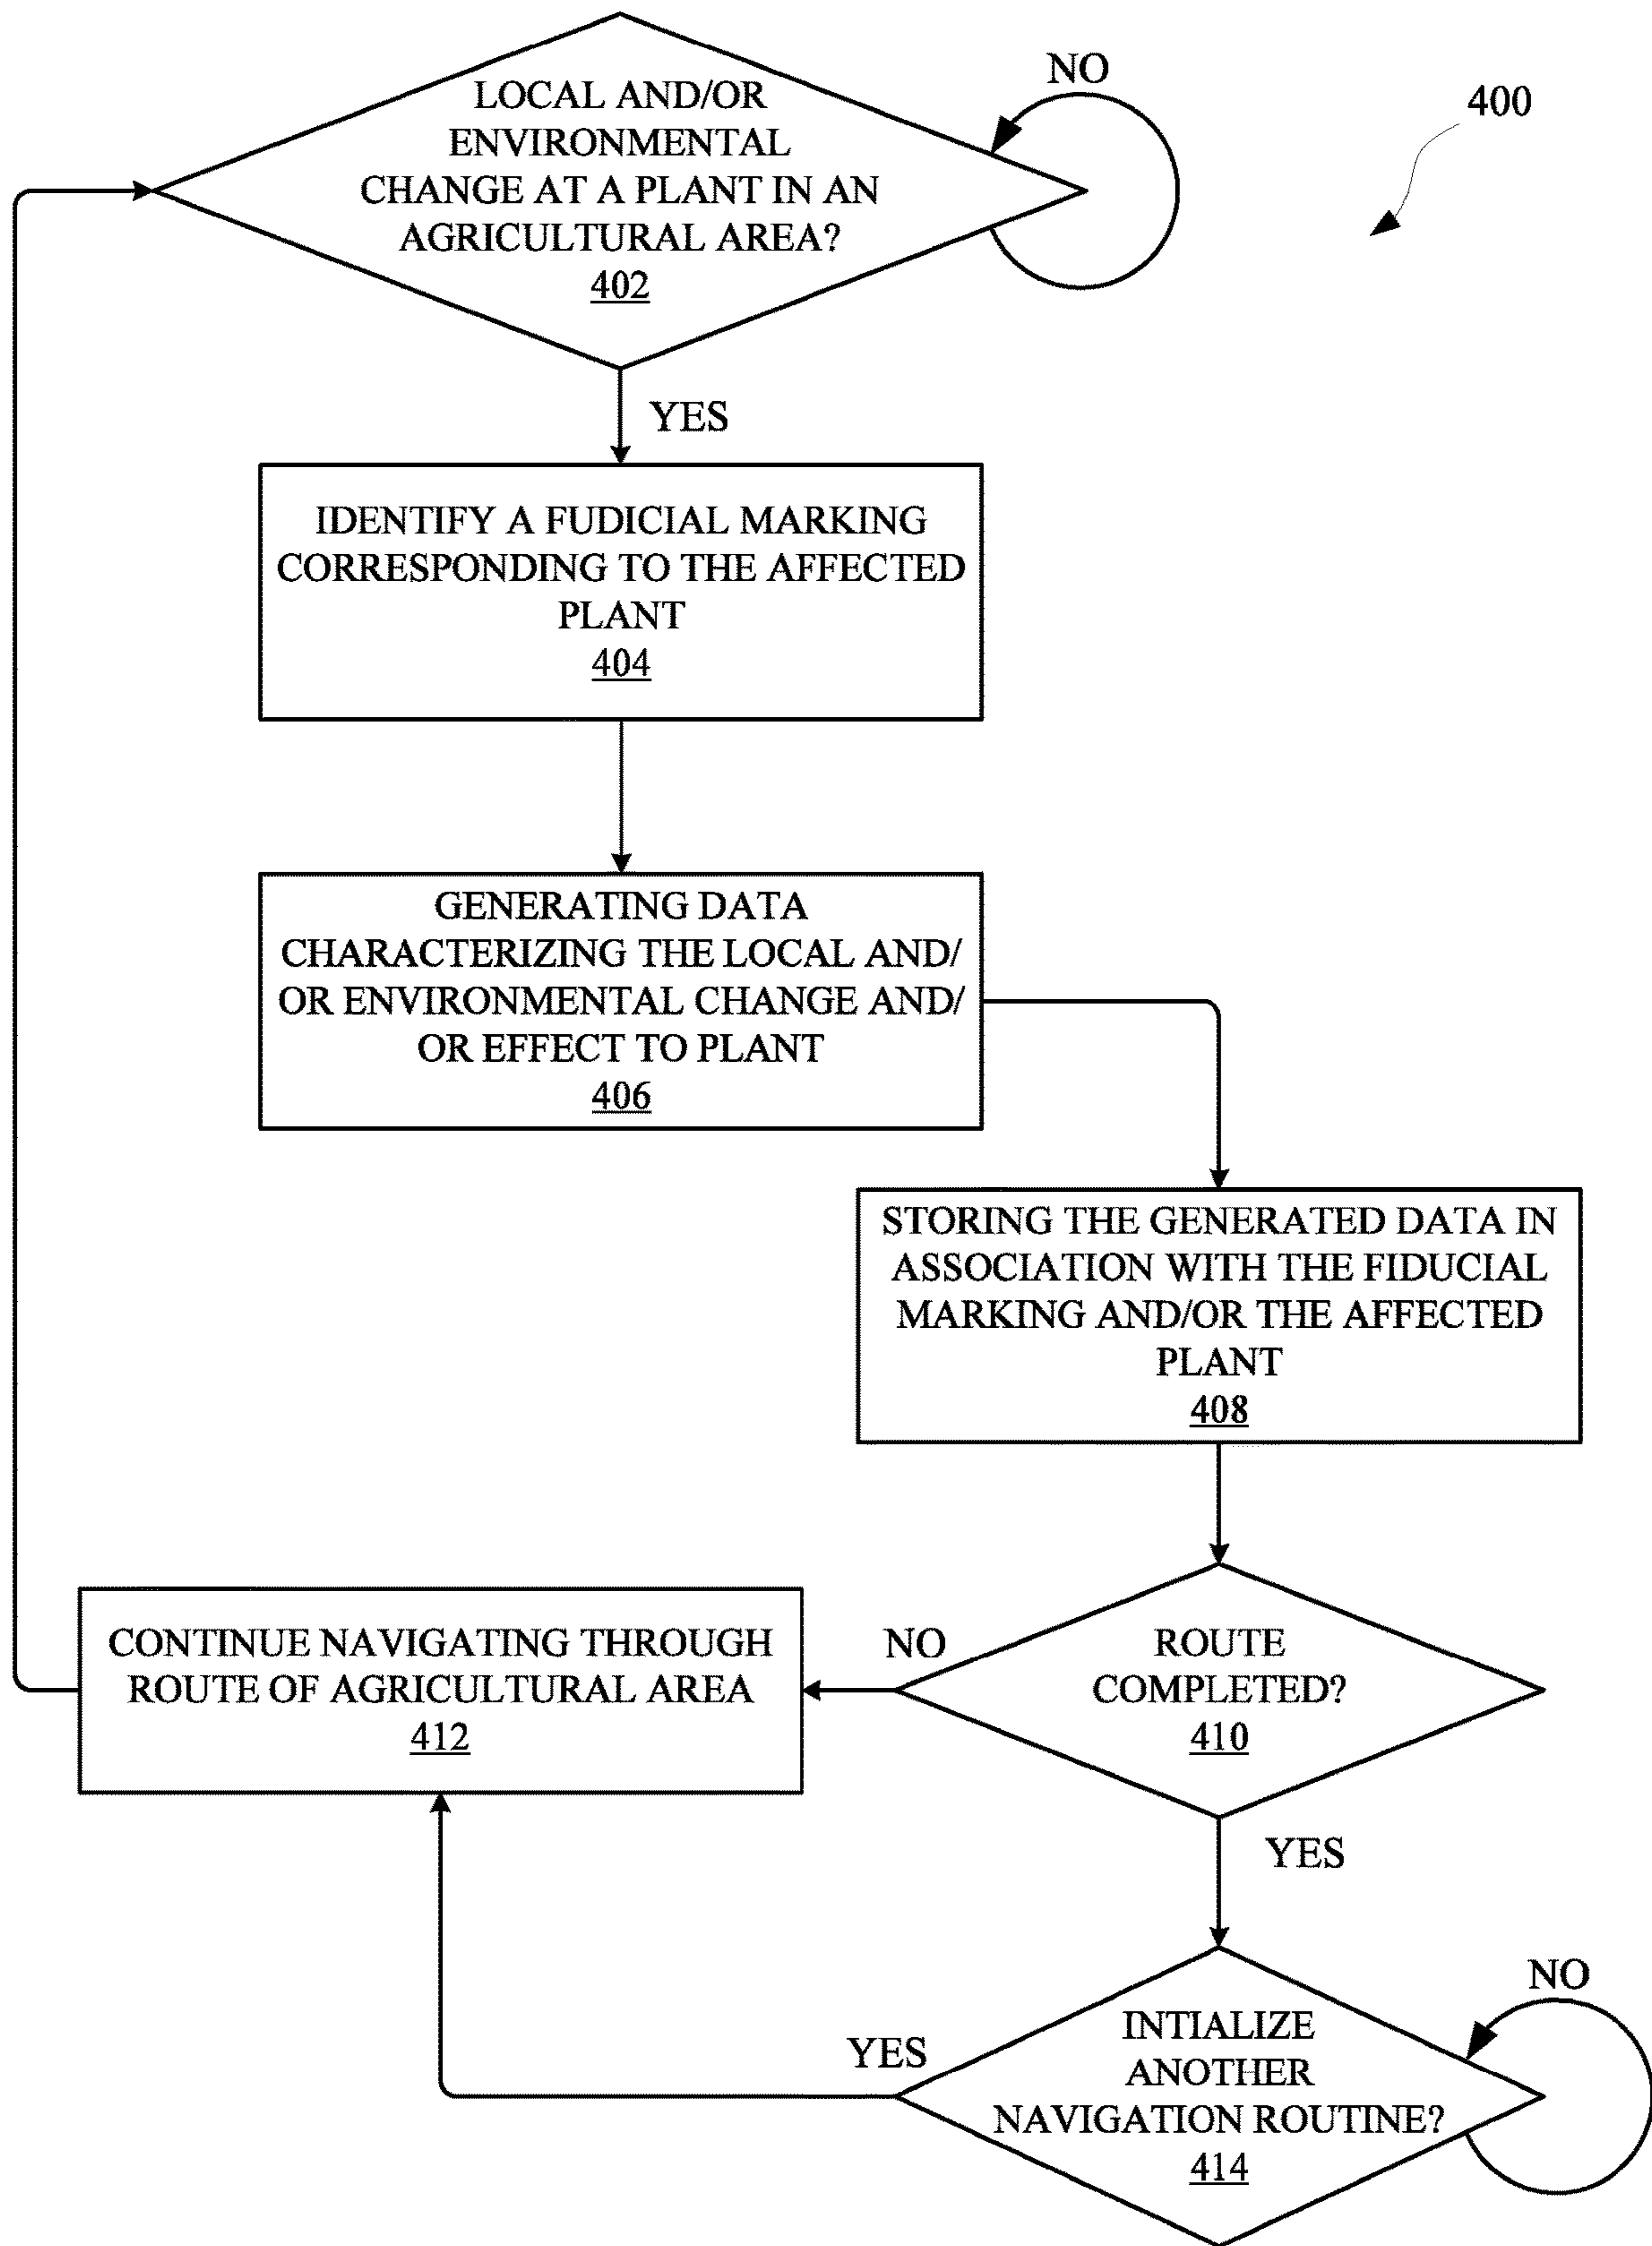 LOCAL AND/OR
ENVIRONMENTAL
CHANGE AT A PLANT IN AN
AGRICULTURAL AREA?
402
NO
400
YES
IDENTIFY A FUDICIAL MARKING
CORRESPONDING TO THE AFFECTED
PLANT
404
GENERATING DATA
CHARACTERIZING THE LOCAL AND/
OR ENVIRONMENTAL CHANGE AND/
OR EFFECT TO PLANT
406
STORING THE GENERATED DATA IN
ASSOCIATION WITH THE FIDUCIAL
MARKING AND/OR THE AFFECTED
PLANT
408
ROUTE
COMPLETED?
410
NO
CONTINUE NAVIGATING THROUGH
ROUTE OF AGRICULTURAL AREA
412
YES
INTIALIZE
ANOTHER
NAVIGATION ROUTINE?
414
YES
NO